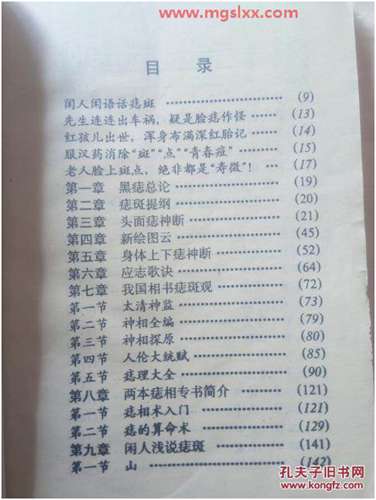 www.mgslxx.com
目 录
闲人闲语话痣斑 ………………………… (9)
先生连连出车祸，疑是脸痣作怪 ………… (13)
红孩儿出世，浑身布满深红胎记 ………… (14)
服汉药消除“斑”“点”“青春痘” ………… (15)
老人脸上斑点，绝非都是“寿徵”！ ……… (17)
第一章 黑痣总论 ………………………… (19)
第二章 痣斑提纲 ………………………… (20)
第三章 头面痣神断 ……………………… (21)
第四章 新绘图云 ………………………… (45)
第五章 身体上下痣神断 ………………… (52)
第六章 应志歌诀 ………………………… (64)
第七章 我国相书痣斑观 ………………… (72)
第一节 太清神鉴 ………………………… (73)
第二节 神相全编 ………………………… (79)
第三节 神相探原 ………………………… (80)
第四节 人伦大统赋 ……………………… (85)
第五节 痣理大全 ………………………… (90)
第八章 两本痣相专书简介 ……………… (121)
第一节 痣相术入门 ……………………… (121)
第二节 痣的算命术 ……………………… (129)
第九章 闲人浅说痣斑 …………………… (141)
第一节 山 ………………………………… (142)
孔夫子旧书网
KONGFZ.COM